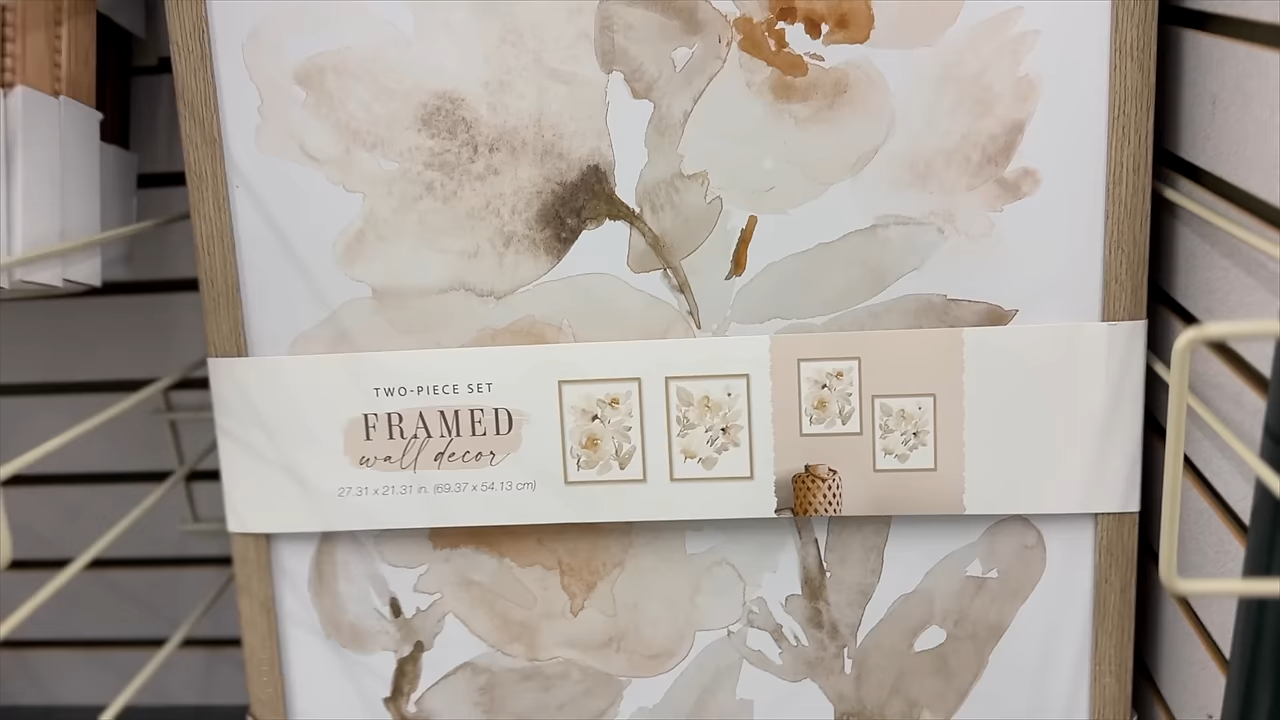 TWO-PIECE SET
FRAMED
wall decor
27.31 x 21.31 in. (69.37 x 54.13 cm)